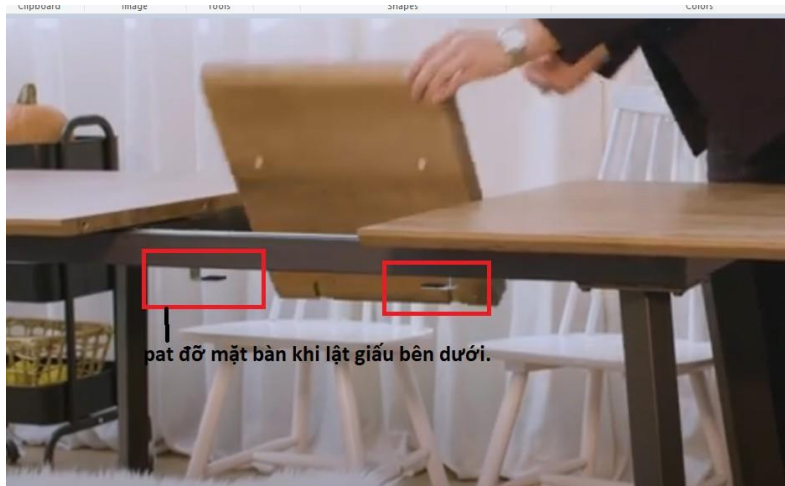 Clipboard Image Tools Shapes Colors
pat đỡ mặt bàn khi lật giấu bên dưới.